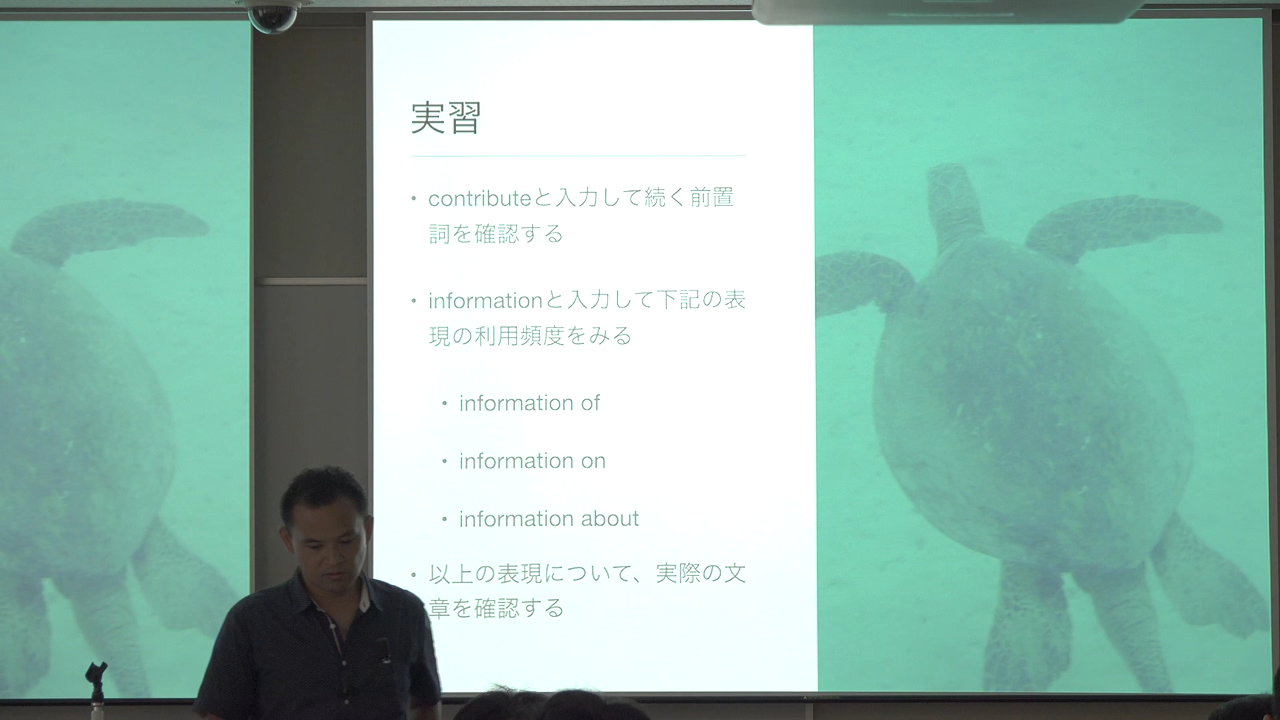 実習
• contributeと入力して続く前置
詞を確認する
• informationと入力して下記の表
現の利用頻度をみる
• information of
• information on
• information about
• 以上の表現について、実際の文
章を確認する